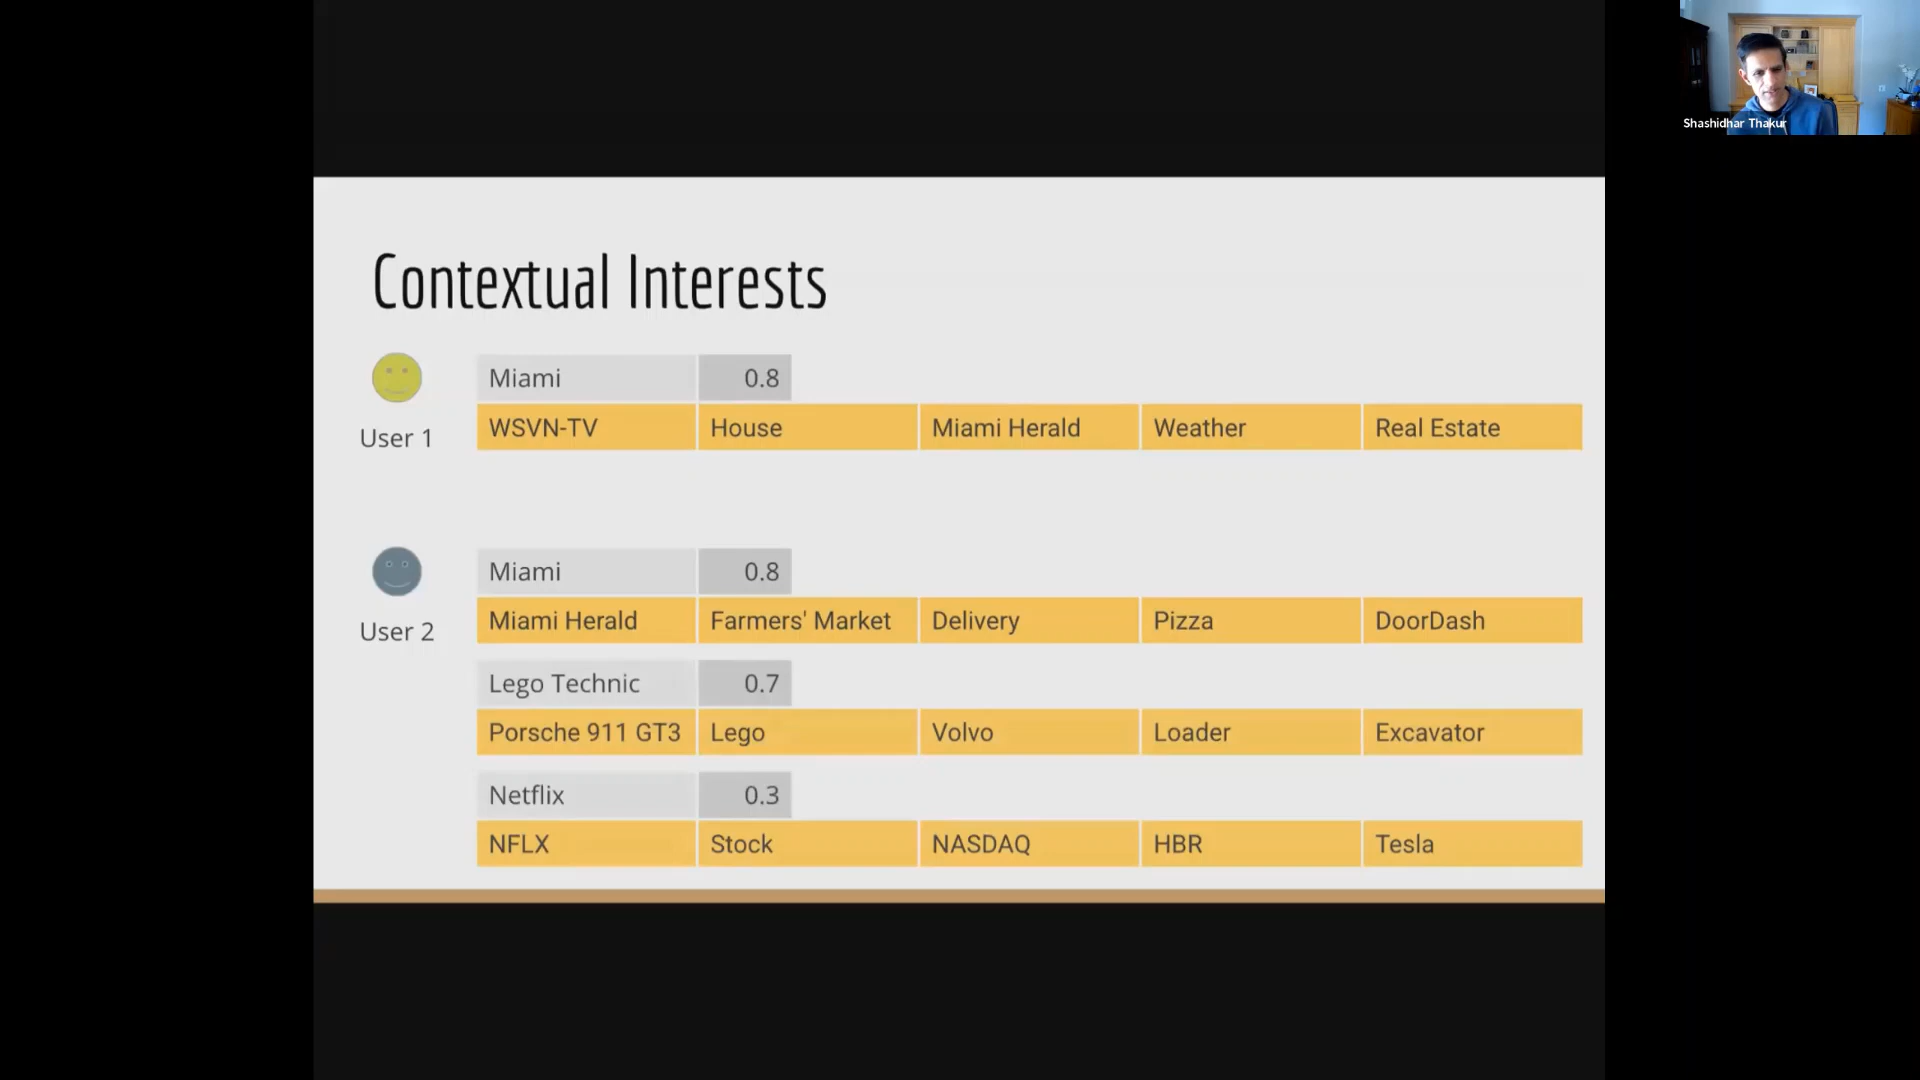 Shashidhar Thakur
Contextual Interests
User 1
Miami 0.8
WSVN-TV House Miami Herald Weather Real Estate
User 2
Miami 0.8
Miami Herald Farmers' Market Delivery Pizza DoorDash
Lego Technic 0.7
Porsche 911 GT3 Lego Volvo Loader Excavator
Netflix 0.3
NFLX Stock NASDAQ HBR Tesla